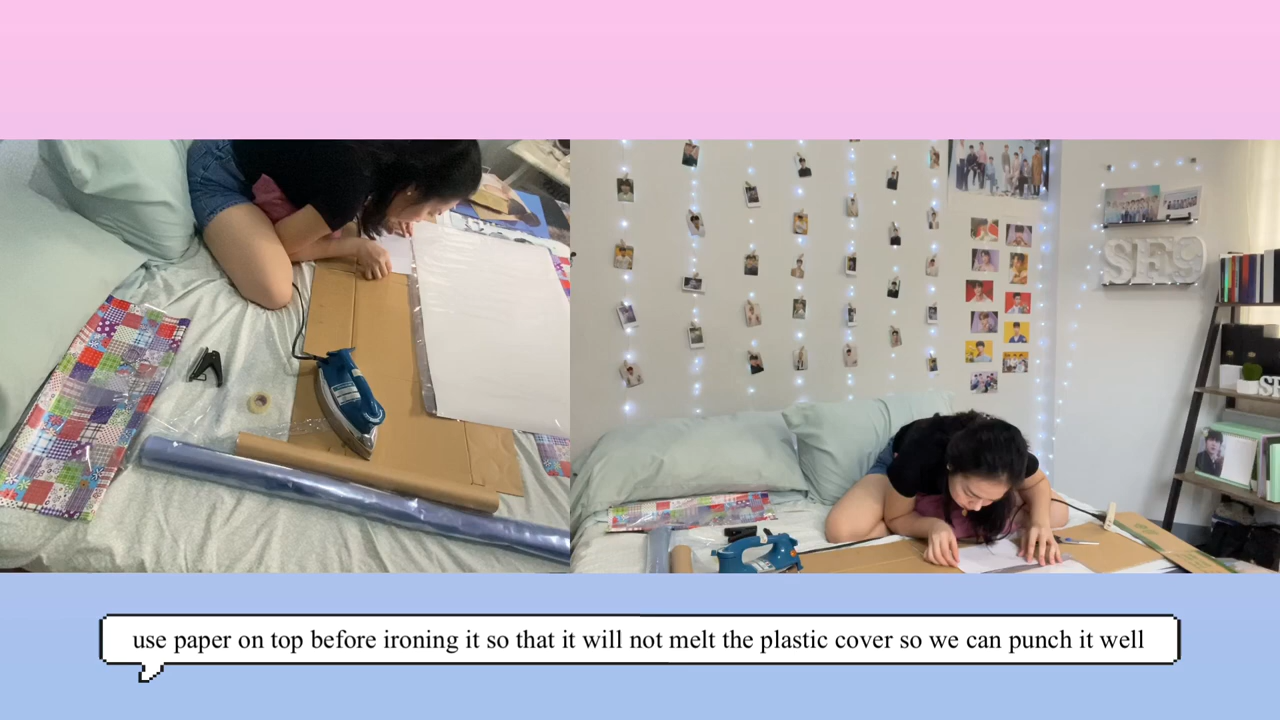 SF9
SF
use paper on top before ironing it so that it will not melt the plastic cover so we can punch it well